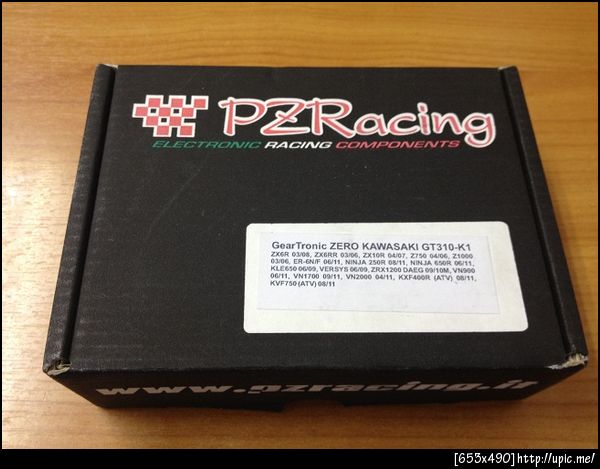 PZRacing
ELECTRONIC RACING COMPONENTS
GearTronic ZERO KAWASAKI GT310-K1
ZX6R 03/08, ZX6RR 03/06, ZX10R 04/07, Z750 04/06, Z1000
03/06, ER-6N/F 06/11, NINJA 250R 08/11, NINJA 650R 06/11,
KLE650 06/09, VERSYS 06/09, ZRX1200 DAEG 09/10M, VN900
06/11, VN1700 09/11, VN2000 04/11, KXF400R (ATV) 08/11,
KVF750 (ATV) 08/11
www.pzracing.it
[653x490]http://upic.me/